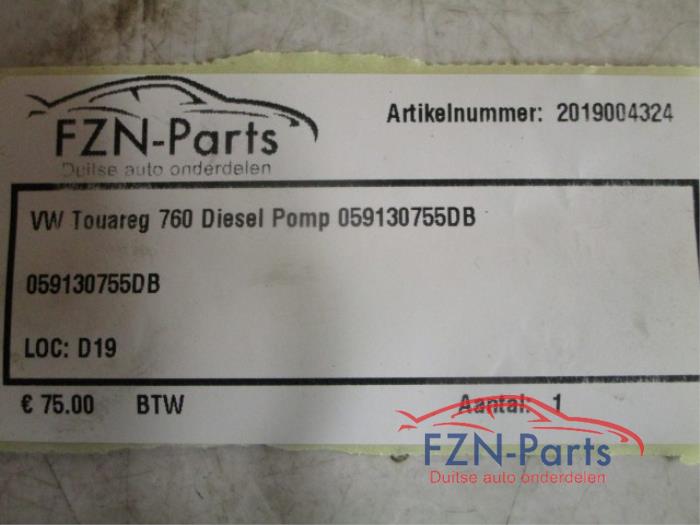 FZN-Parts
Duitse auto onderdelen
Artikelnummer: 2019004324
VW Touareg 760 Diesel Pomp 059130755DB
059130755DB
LOC: D19
€ 75.00 BTW Aantal: 1
FZN-Parts
Duitse auto onderdelen